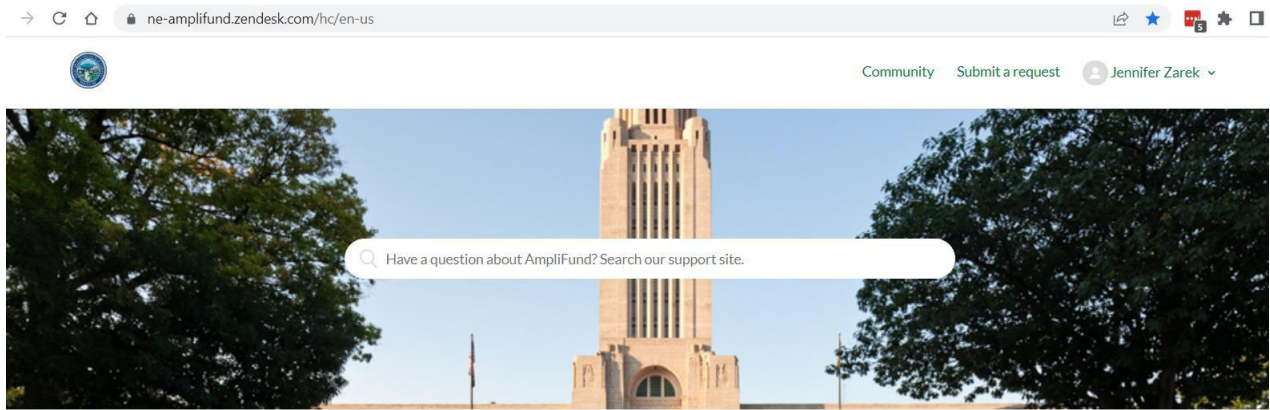 ne-amplifund.zendesk.com/hc/en-us
5
Community Submit a request Jennifer Zarek
Have a question about AmpliFund? Search our support site.